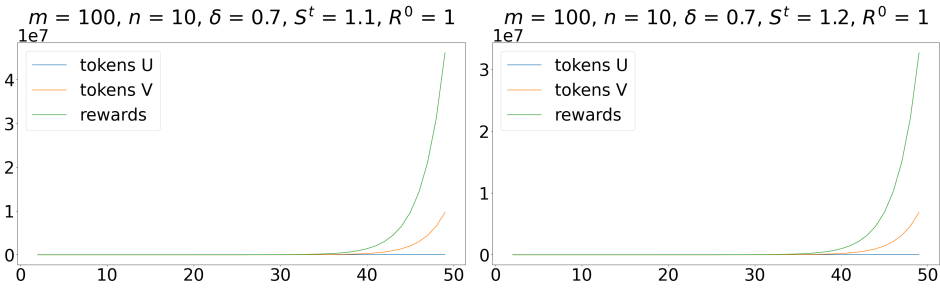 m = 100, n = 10, δ = 0.7, S^t = 1.1, R^0 = 1
1e7
tokens U
tokens V
rewards
4
3
2
1
0
0 10 20 30 40 50
m = 100, n = 10, δ = 0.7, S^t = 1.2, R^0 = 1
1e7
tokens U
tokens V
rewards
3
2
1
0
0 10 20 30 40 50